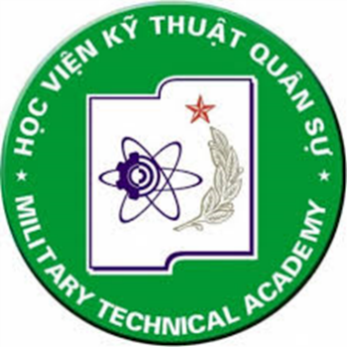 HỌC VIỆN KỸ THUẬT QUÂN SỰ
MILITARY TECHNICAL ACADEMY